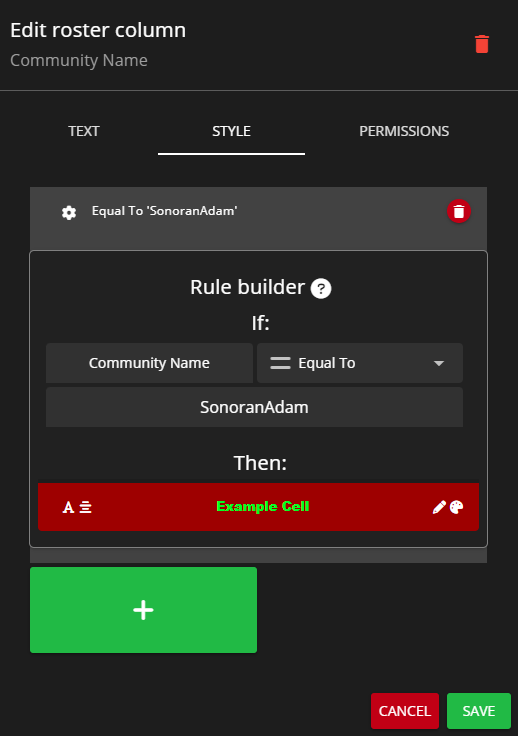 Edit roster column
Community Name
TEXT STYLE PERMISSIONS
Equal To 'SonoranAdam'
Rule builder ?
If:
Community Name Equal To
SonoranAdam
Then:
A Example Cell
+
CANCEL SAVE